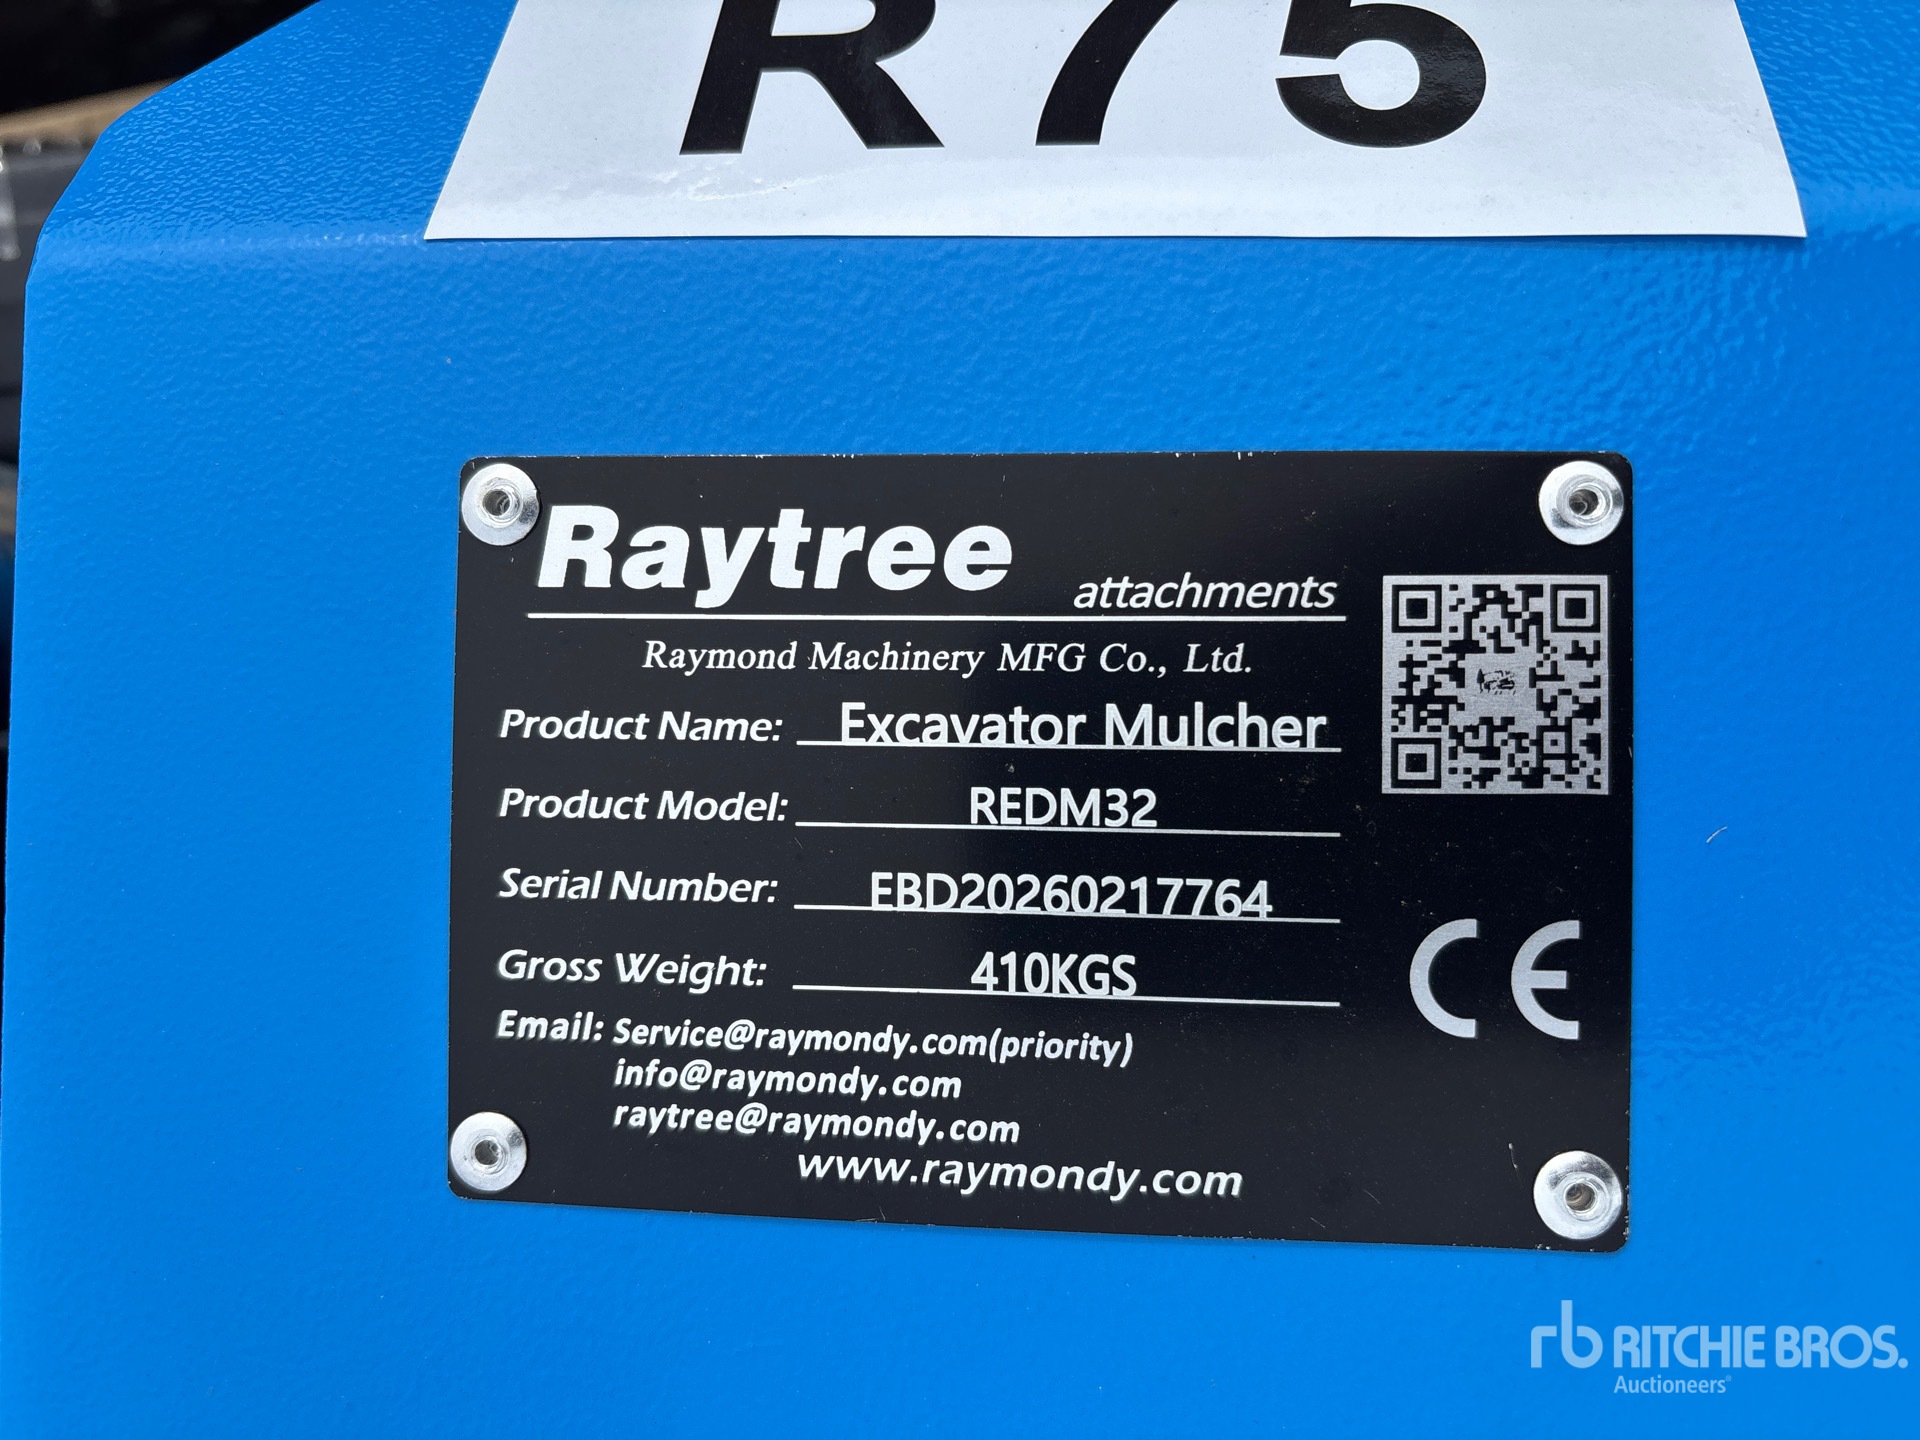 R75
Raytree attachments
Raymond Machinery MFG Co., Ltd.
Product Name: Excavator Mulcher
Product Model: REDM32
Serial Number: EBD20260217764
Gross Weight: 410KGS
Email: Service@raymondy.com(priority)
info@raymondy.com
raytree@raymondy.com
www.raymondy.com
CE
rb RITCHIE BROS.
Auctioneers